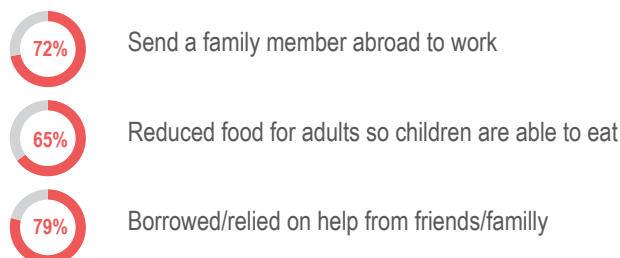 72% Send a family member abroad to work
65% Reduced food for adults so children are able to eat
79% Borrowed/relied on help from friends/familly